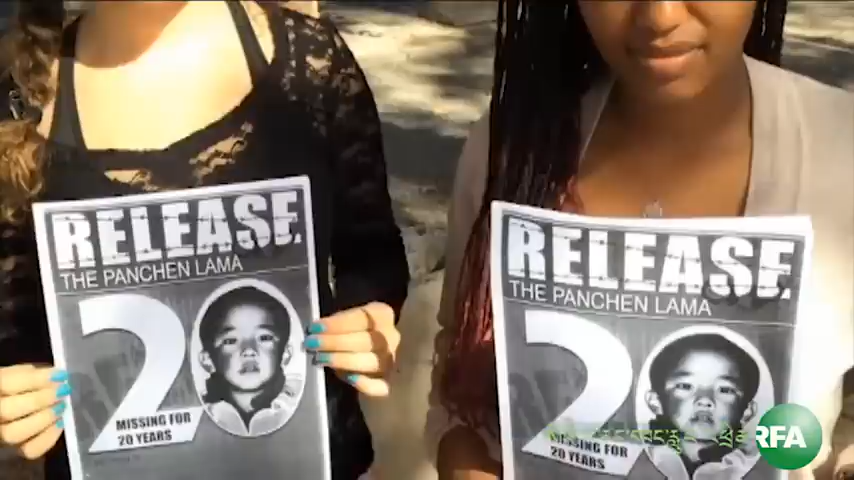 RELEASE
THE PANCHEN LAMA
20
MISSING FOR
20 YEARS
RELEASE
THE PANCHEN LAMA
20
MISSING FOR
20 YEARS
RFA